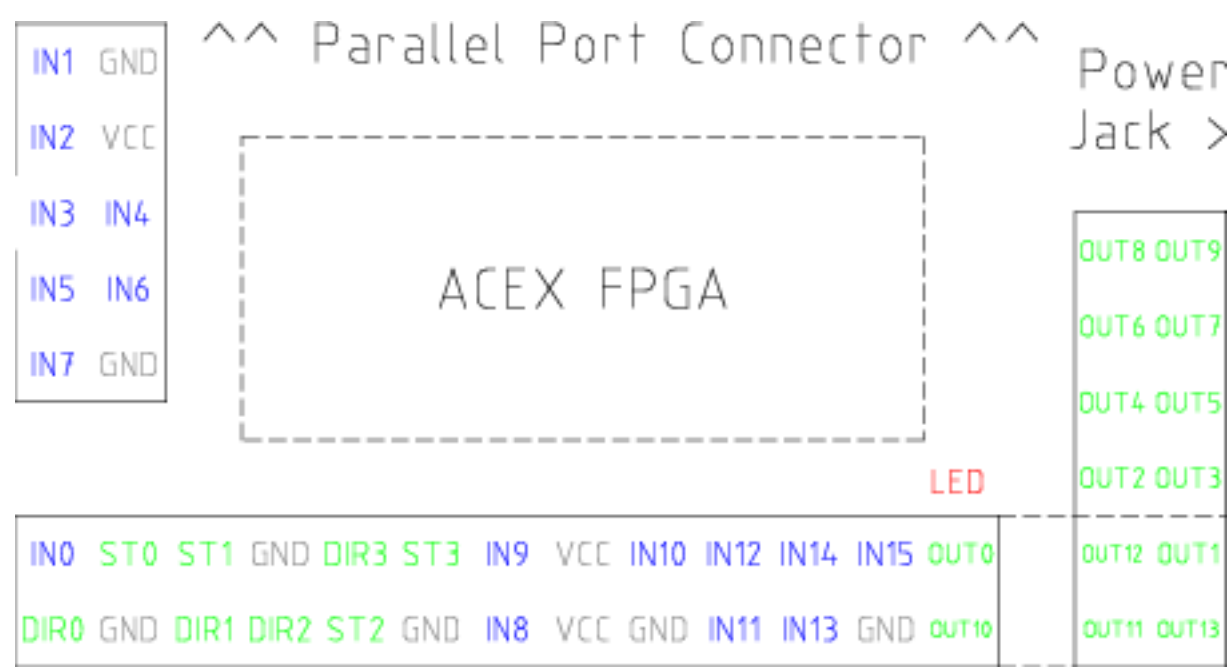 ^^ Parallel Port Connector ^^
Power
Jack >
IN1 GND
IN2 VCC
IN3 IN4
IN5 IN6
IN7 GND
ACEX FPGA
OUT8 OUT9
OUT6 OUT7
OUT4 OUT5
OUT2 OUT3
OUT12 OUT1
OUT11 OUT13
LED
IN0 ST0 ST1 GND DIR3 ST3 IN9 VCC IN10 IN12 IN14 IN15 OUT0
DIR0 GND DIR1 DIR2 ST2 GND IN8 VCC GND IN11 IN13 GND OUT10